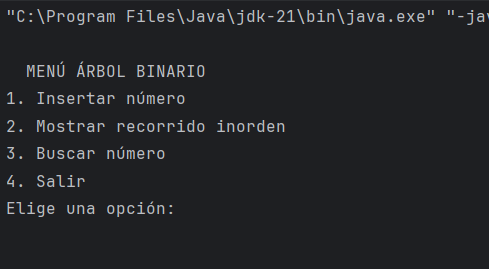 "C:\Program Files\Java\jdk-21\bin\java.exe" "-jav
MENÚ ÁRBOL BINARIO
1. Insertar número
2. Mostrar recorrido inorden
3. Buscar número
4. Salir
Elige una opción: